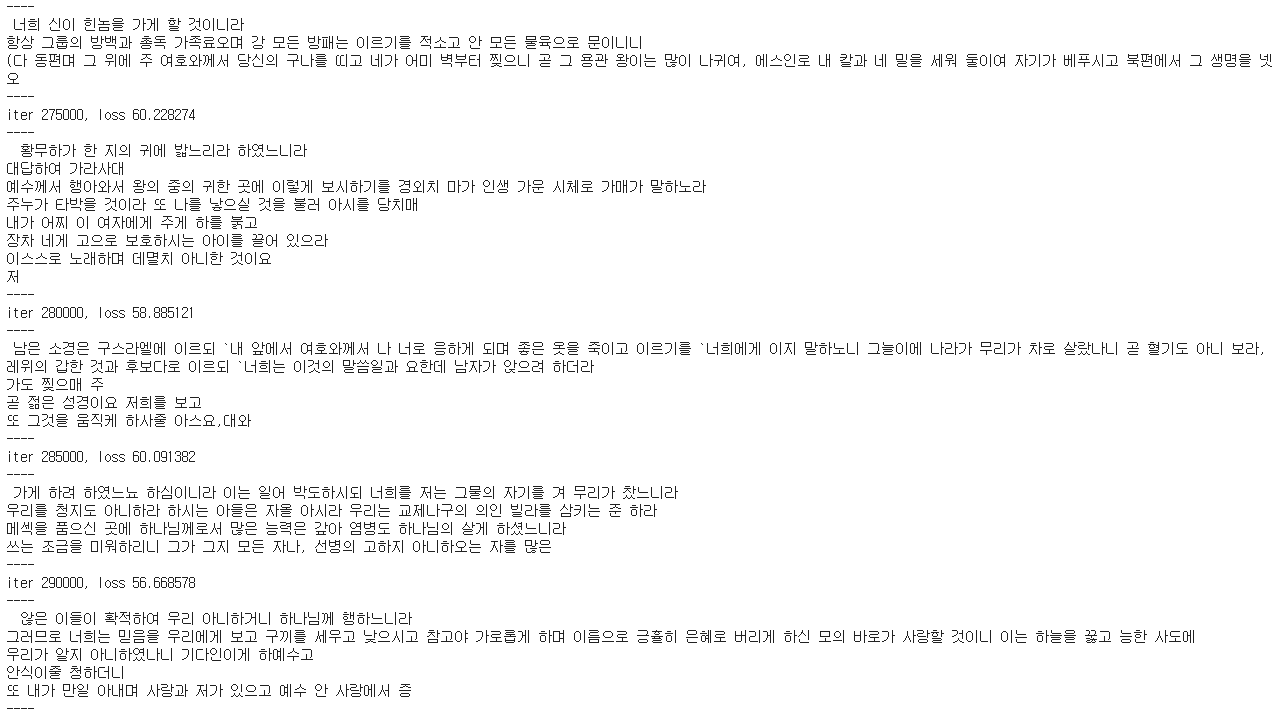 ----
너희 신이 힌놈을 가게 할 것이니라
항상 그룹의 방백과 총독 가족료오며 강 모든 방패는 이르기를 적소고 안 모든 물육으로 문이니니
(다 동편며 그 위에 주 여호와께서 당신의 구나를 띠고 네가 어미 벽부터 찢으니 곧 그 용관 왕이는 많이 나귀여, 에스인로 내 칼과 네 밀을 세워 둘이여 자기가 베푸시고 북편에서 그 생명을 넷
오
----
iter 275000, loss 60.228274
----
황무하가 한 지의 귀에 밟느리라 하였느니라
대답하여 가라사대
예수께서 행아와서 왕의 중의 귀한 곳에 이렇게 보시하기를 경외치 마가 인생 가운 시체로 가매가 말하노라
주누가 타박을 것이라 또 나를 낳으실 것을 불러 아시를 당치매
내가 어찌 이 여자에게 주게 하를 붉고
장차 네게 고으로 보호하시는 아이를 끌어 있으라
이스스로 노래하며 데멸치 아니한 것이요
저
----
iter 280000, loss 58.885121
----
남은 소경은 구스라엘에 이르되 `내 앞에서 여호와께서 나 너로 응하게 되며 좋은 옷을 죽이고 이르기를 `너희에게 이지 말하노니 그늘이에 나라가 무리가 차로 살랐나니 곧 혈기도 아니 보라,
레위의 갑한 것과 후보다로 이르되 `너희는 이것의 말씀일과 요한데 남자가 앉으려 하더라
가도 찢으매 주
곧 젊은 성경이요 저희를 보고
또 그것을 움직케 하사줄 아스요,대와
----
iter 285000, loss 60.091382
----
가게 하려 하였느뇨 하심이니라 이는 일어 박도하시되 너희를 저는 그물의 자기를 겨 무리가 찼느니라
우리를 청지도 아니하라 하시는 아들은 자올 아시라 우리는 교제나구의 의인 빌라를 삼키는 준 하라
메섹을 품으신 곳에 하나님께로서 많은 능력은 갚아 염병도 하나님의 살게 하셨느니라
쓰는 조금을 미워하리니 그가 그지 모든 자나, 선병의 고하지 아니하오는 자를 많은
----
iter 290000, loss 56.668578
----
않은 이들이 확적하여 우리 아니하거니 하나님께 행하느니라
그러므로 너희는 믿음을 우리에게 보고 구끼를 세우고 낮으시고 참고야 가로롭게 하며 이름으로 긍휼히 은혜로 버리게 하신 모의 바로가 사랑할 것이니 이는 하늘을 꿇고 능한 사도에
우리가 알지 아니하였나니 기다인이게 하예수고
안식이줄 청하더니
또 내가 만일 아내며 사랑과 저가 있으고 예수 안 사랑에서 증
----